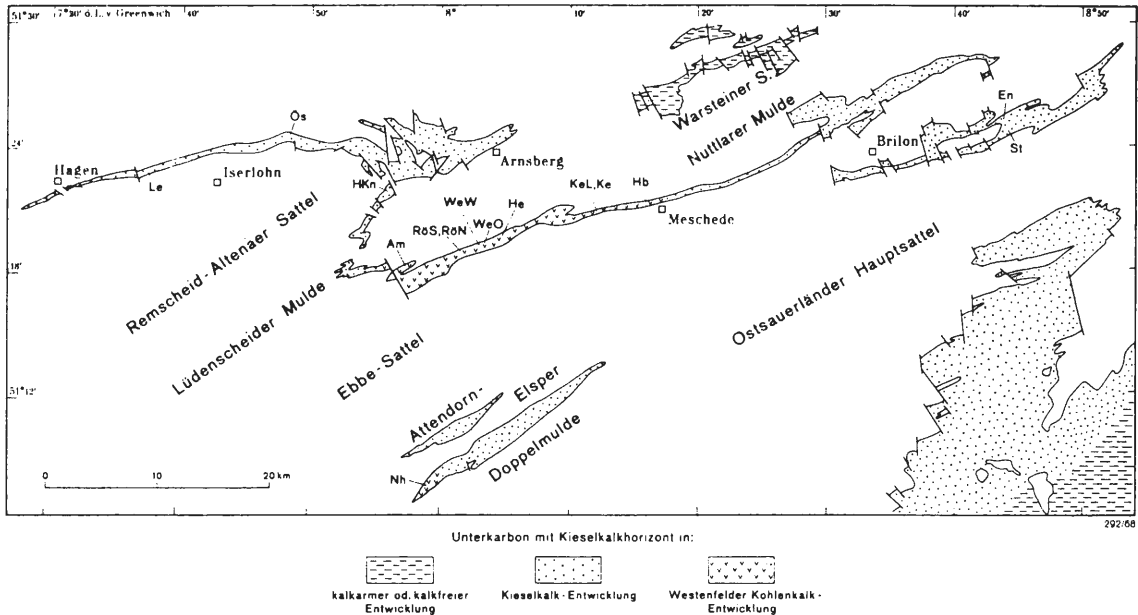 51°30' 7°30' ö.L.v Greenwich 40' 50' 8° 10' 20' 30' 40' 8°50'
Warsteiner S.
Nuttlarer Mulde
En
Ös
24'
Brilon
Arnsberg
Hagen
Le
Iserlohn
HKn
KeL,Ke
Hb
St
WeW
He
Meschede
RöS,RöN
WeO
Am
18'
Remscheid-Altenaer Sattel
Lüdenscheider Mulde
Ebbe-Sattel
Ostsauerländer Hauptsattel
51°12'
Attendorn-
Elsper
Doppelmulde
Nh
0 10 20 km
292/68
Unterkarbon mit Kieselkalkhorizont in:
kalkarmer od. kalkfreier
Entwicklung
Kieselkalk-Entwicklung
Westenfelder Kohlenkalk-
Entwicklung